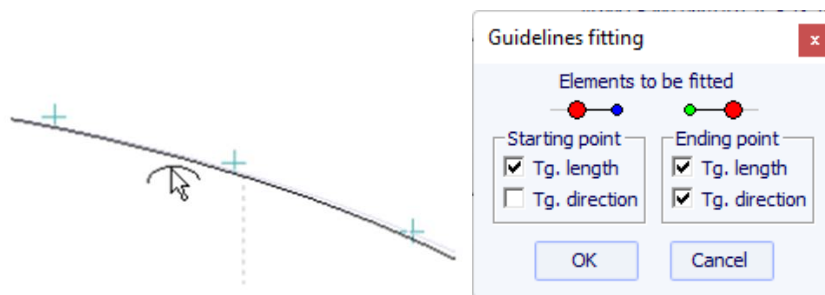 Guidelines fitting
x
Elements to be fitted
Starting point
Ending point
Tg. length
Tg. length
Tg. direction
Tg. direction
OK
Cancel